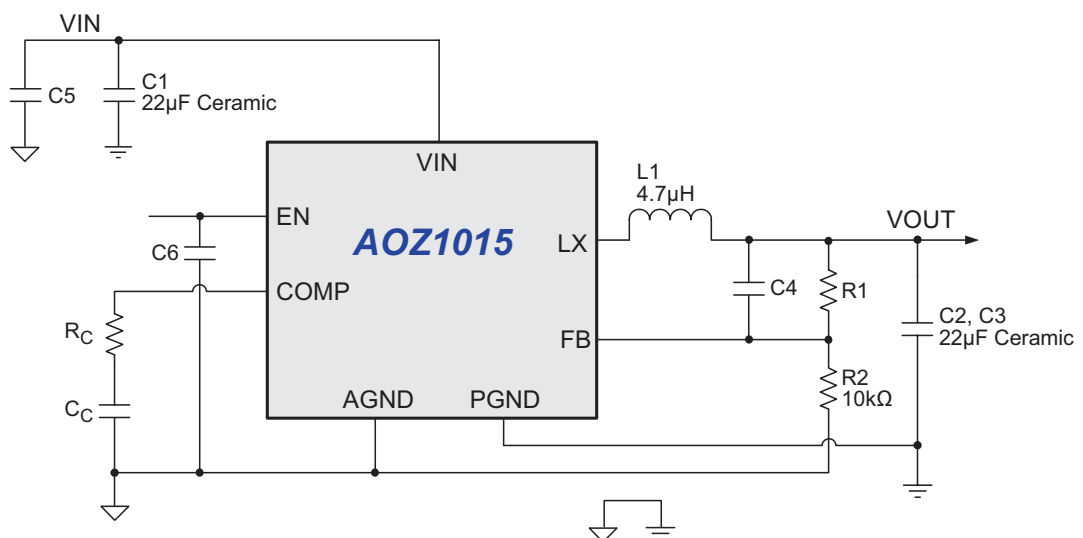 VIN
C5
C1
22µF Ceramic
VIN
L1
4.7µH
EN
AOZ1015
LX
VOUT
C6
COMP
C4
R1
RC
FB
C2, C3
22µF Ceramic
R2
10kΩ
CC
AGND
PGND